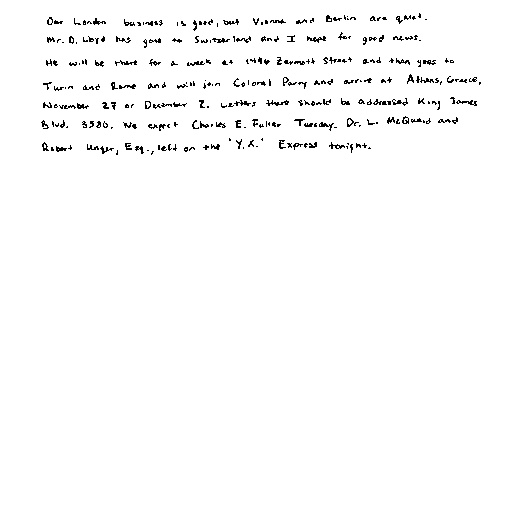 Our London business is good, but Vienna and Berlin are quiet.
Mr. D. Lloyd has gone to Switzerland and I hope for good news.
He will be there for a week at 1496 Zermott Street and then goes to
Turin and Rome and will join Colonel Parry and arrive at Athens, Greece,
November 27 or December 2. Letters there should be addressed King James
Blvd. 3580. We expect Charles E. Fuller Tuesday. Dr. L. McQuaid and
Robert Unger, Esq., left on the "Y.X." Express tonight.